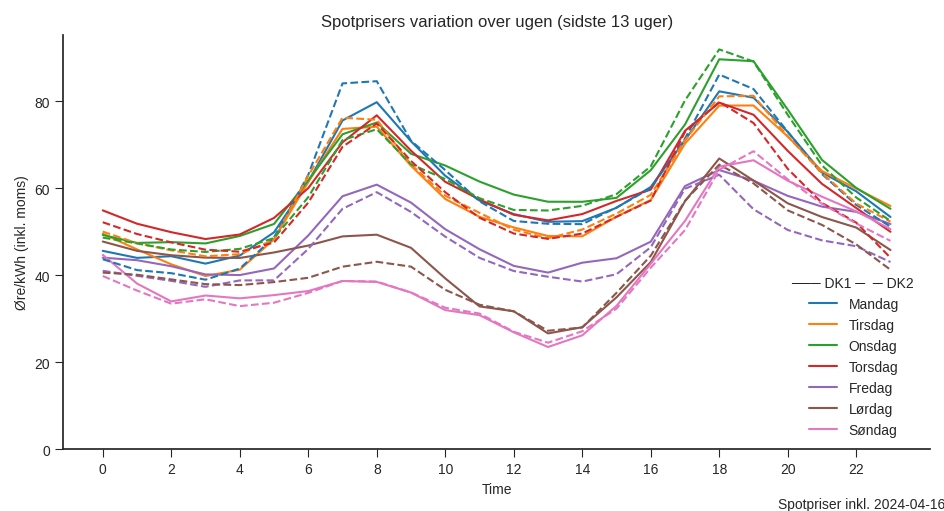 Spotprisers variation over ugen (sidste 13 uger)
Øre/kWh (inkl. moms)
80
60
40
20
0
DK1 DK2
Mandag
Tirsdag
Onsdag
Torsdag
Fredag
Lørdag
Søndag
0 2 4 6 8 10 12 14 16 18 20 22
Time
Spotpriser inkl. 2024-04-16